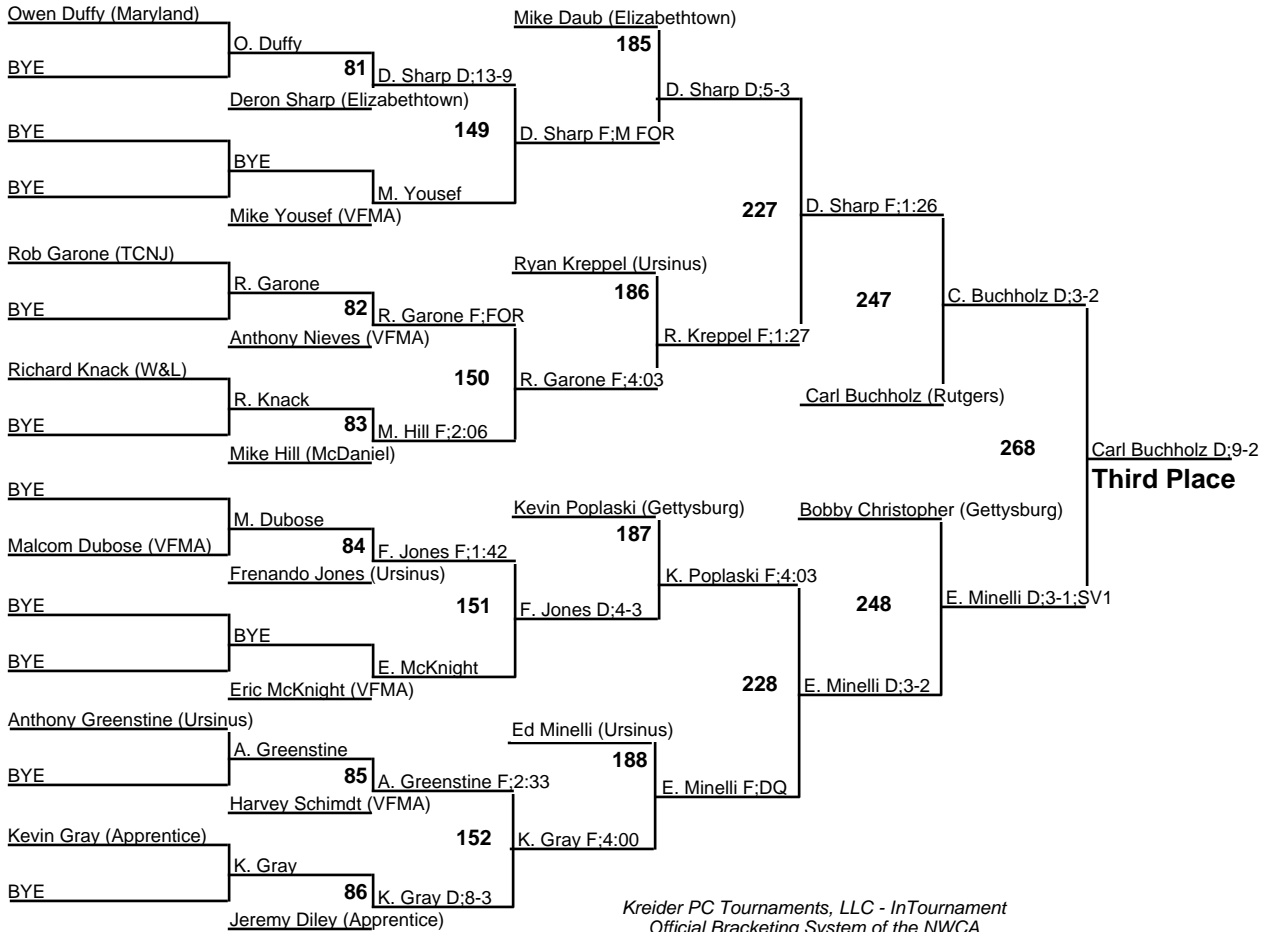 Owen Duffy (Maryland)
BYE
O. Duffy
81
Deron Sharp (Elizabethtown)
D. Sharp D;13-9
BYE
BYE
BYE
Mike Yousef (VFMA)
M. Yousef
149
D. Sharp F;M FOR
Mike Daub (Elizabethtown)
185
D. Sharp D;5-3
Rob Garone (TCNJ)
BYE
R. Garone
82
Anthony Nieves (VFMA)
R. Garone F;FOR
Richard Knack (W&L)
BYE
R. Knack
83
Mike Hill (McDaniel)
M. Hill F;2:06
150
R. Garone F;4:03
Ryan Kreppel (Ursinus)
186
R. Kreppel F;1:27
227
D. Sharp F;1:26
247
Carl Buchholz (Rutgers)
C. Buchholz D;3-2
BYE
Malcom Dubose (VFMA)
M. Dubose
84
Frenando Jones (Ursinus)
F. Jones F;1:42
BYE
BYE
BYE
Eric McKnight (VFMA)
E. McKnight
151
F. Jones D;4-3
Kevin Poplaski (Gettysburg)
187
K. Poplaski F;4:03
Anthony Greenstine (Ursinus)
BYE
A. Greenstine
85
Harvey Schimdt (VFMA)
A. Greenstine F;2:33
Kevin Gray (Apprentice)
BYE
K. Gray
86
Jeremy Diley (Apprentice)
K. Gray D;8-3
152
K. Gray F;4:00
Ed Minelli (Ursinus)
188
E. Minelli F;DQ
228
E. Minelli D;3-2
Bobby Christopher (Gettysburg)
248
E. Minelli D;3-1;SV1
268
Carl Buchholz D;9-2
Third Place
Kreider PC Tournaments, LLC - InTournament
Official Bracketing System of the NWCA